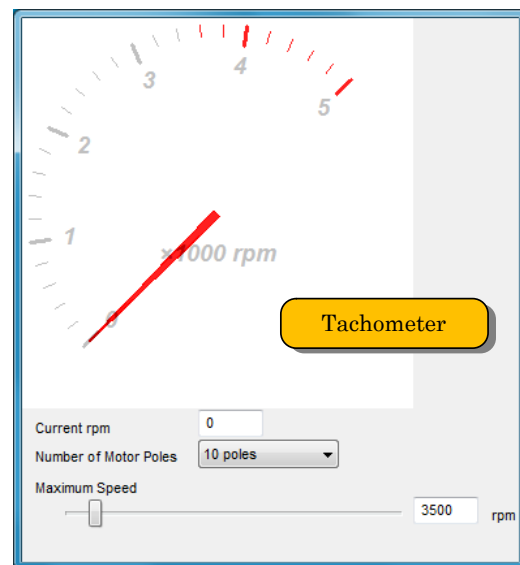 4
3
5
2
1
×1000 rpm
0
Tachometer
Current rpm 0
Number of Motor Poles 10 poles
Maximum Speed
3500 rpm